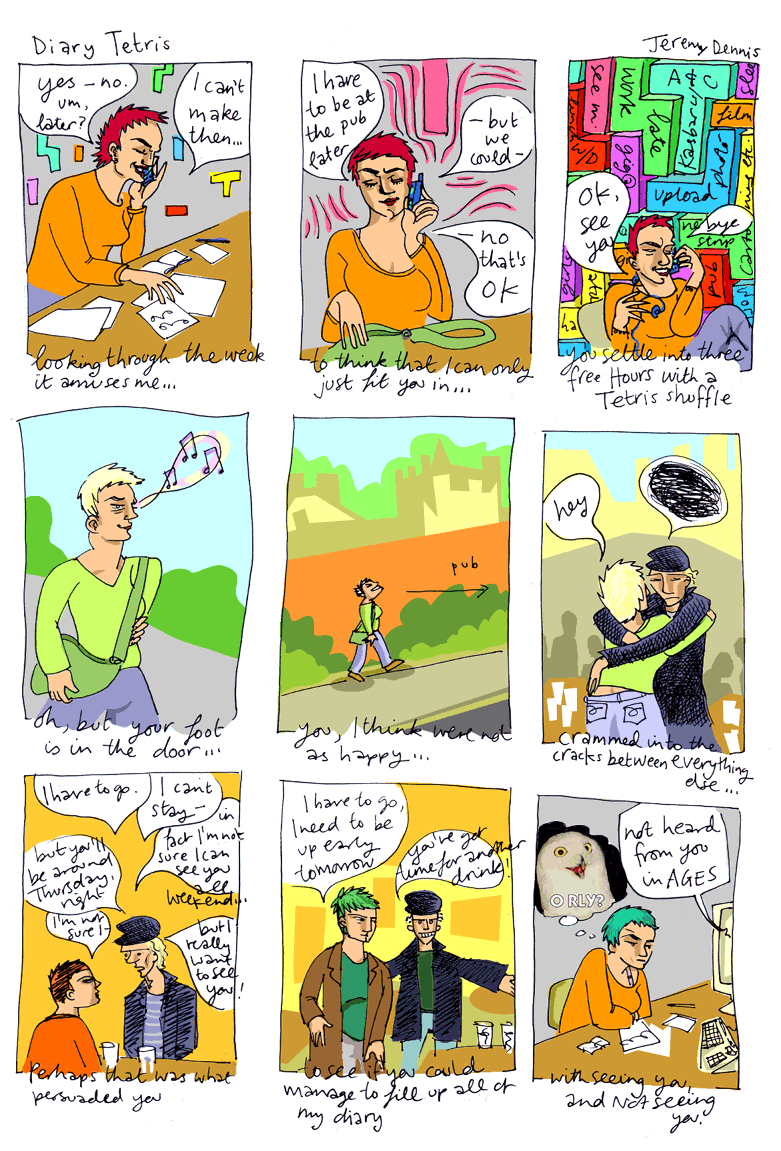 Diary Tetris
Jeremy Dennis
yes – no.
um,
later?
I can't
make
then...
looking through the week
it amuses me...
I have
to be at
the pub
later
– but
we
could –
– no
that's
OK
to think that I can only
just fit you in...
see m
work
late
A & C
Kasbar
film
gig@
photo
upload
etc.
OK,
see
ya
bye
strip
you settle into three
free Hours with a
Tetris shuffle
oh, but your foot
is in the door...
pub
you, I think were not
as happy...
hey
crammed into the
cracks between everything
else...
I have to go.
I can't
stay –
in
fact I'm not
sure I can
see you
all
weekend...
but you'll
be around
Thursday,
right
I'm not
sure I –
but I
really
want
to see
you!
Perhaps that was what
persuaded you
I have to go,
I need to be
up early
tomorrow
you've got
time for another
drink!
to see if you could
manage to fill up all of
my diary
O RLY?
not heard
from you
in AGES
with seeing you,
and NOT seeing
you.